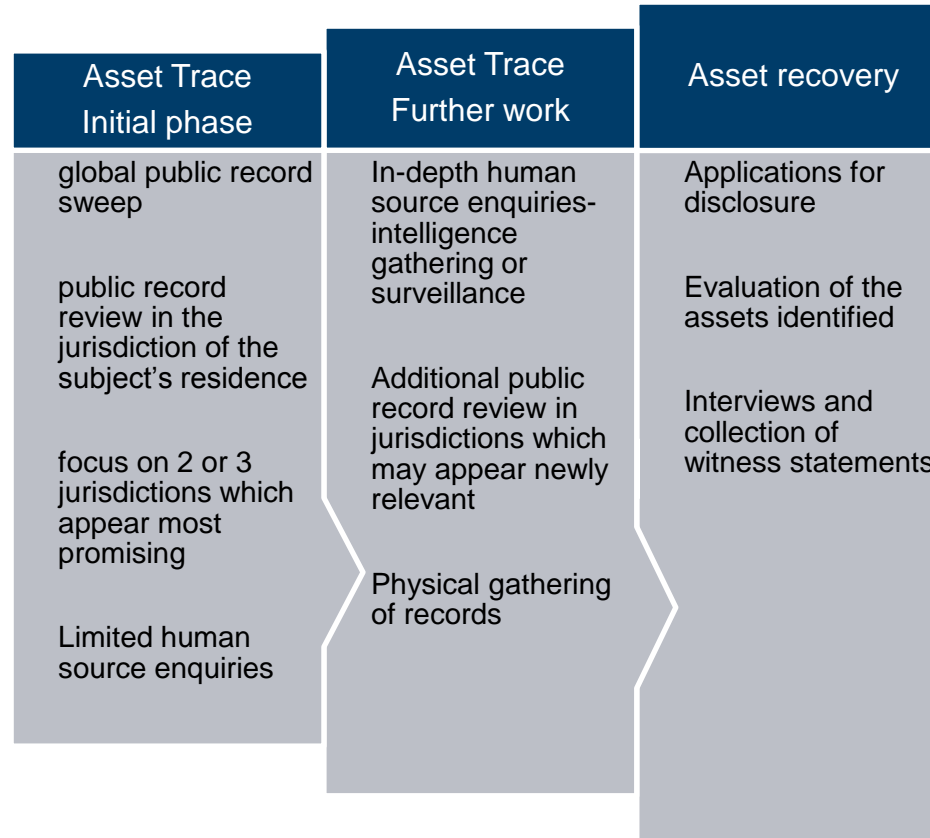 Asset Trace
Initial phase
global public record
sweep
public record
review in the
jurisdiction of the
subject's residence
focus on 2 or 3
jurisdictions which
appear most
promising
Limited human
source enquiries
Asset Trace
Further work
In-depth human
source enquiries-
intelligence
gathering or
surveillance
Additional public
record review in
jurisdictions which
may appear newly
relevant
Physical gathering
of records
Asset recovery
Applications for
disclosure
Evaluation of the
assets identified
Interviews and
collection of
witness statements